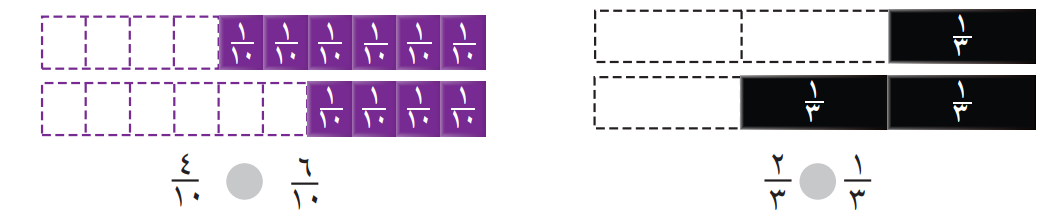 ١
٣
١ ١
٣ ٣
١ ٢
٣ ٣
١ ١ ١ ١ ١ ١
١٠ ١٠ ١٠ ١٠ ١٠ ١٠
١ ١ ١ ١
١٠ ١٠ ١٠ ١٠
٦ ٤
١٠ ١٠